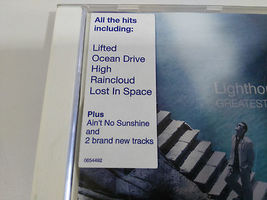 All the hits
including:
Lifted
Ocean Drive
High
Raincloud
Lost In Space
Plus
Ain't No Sunshine
and
2 brand new tracks
0654492
Lighthou
GREATEST